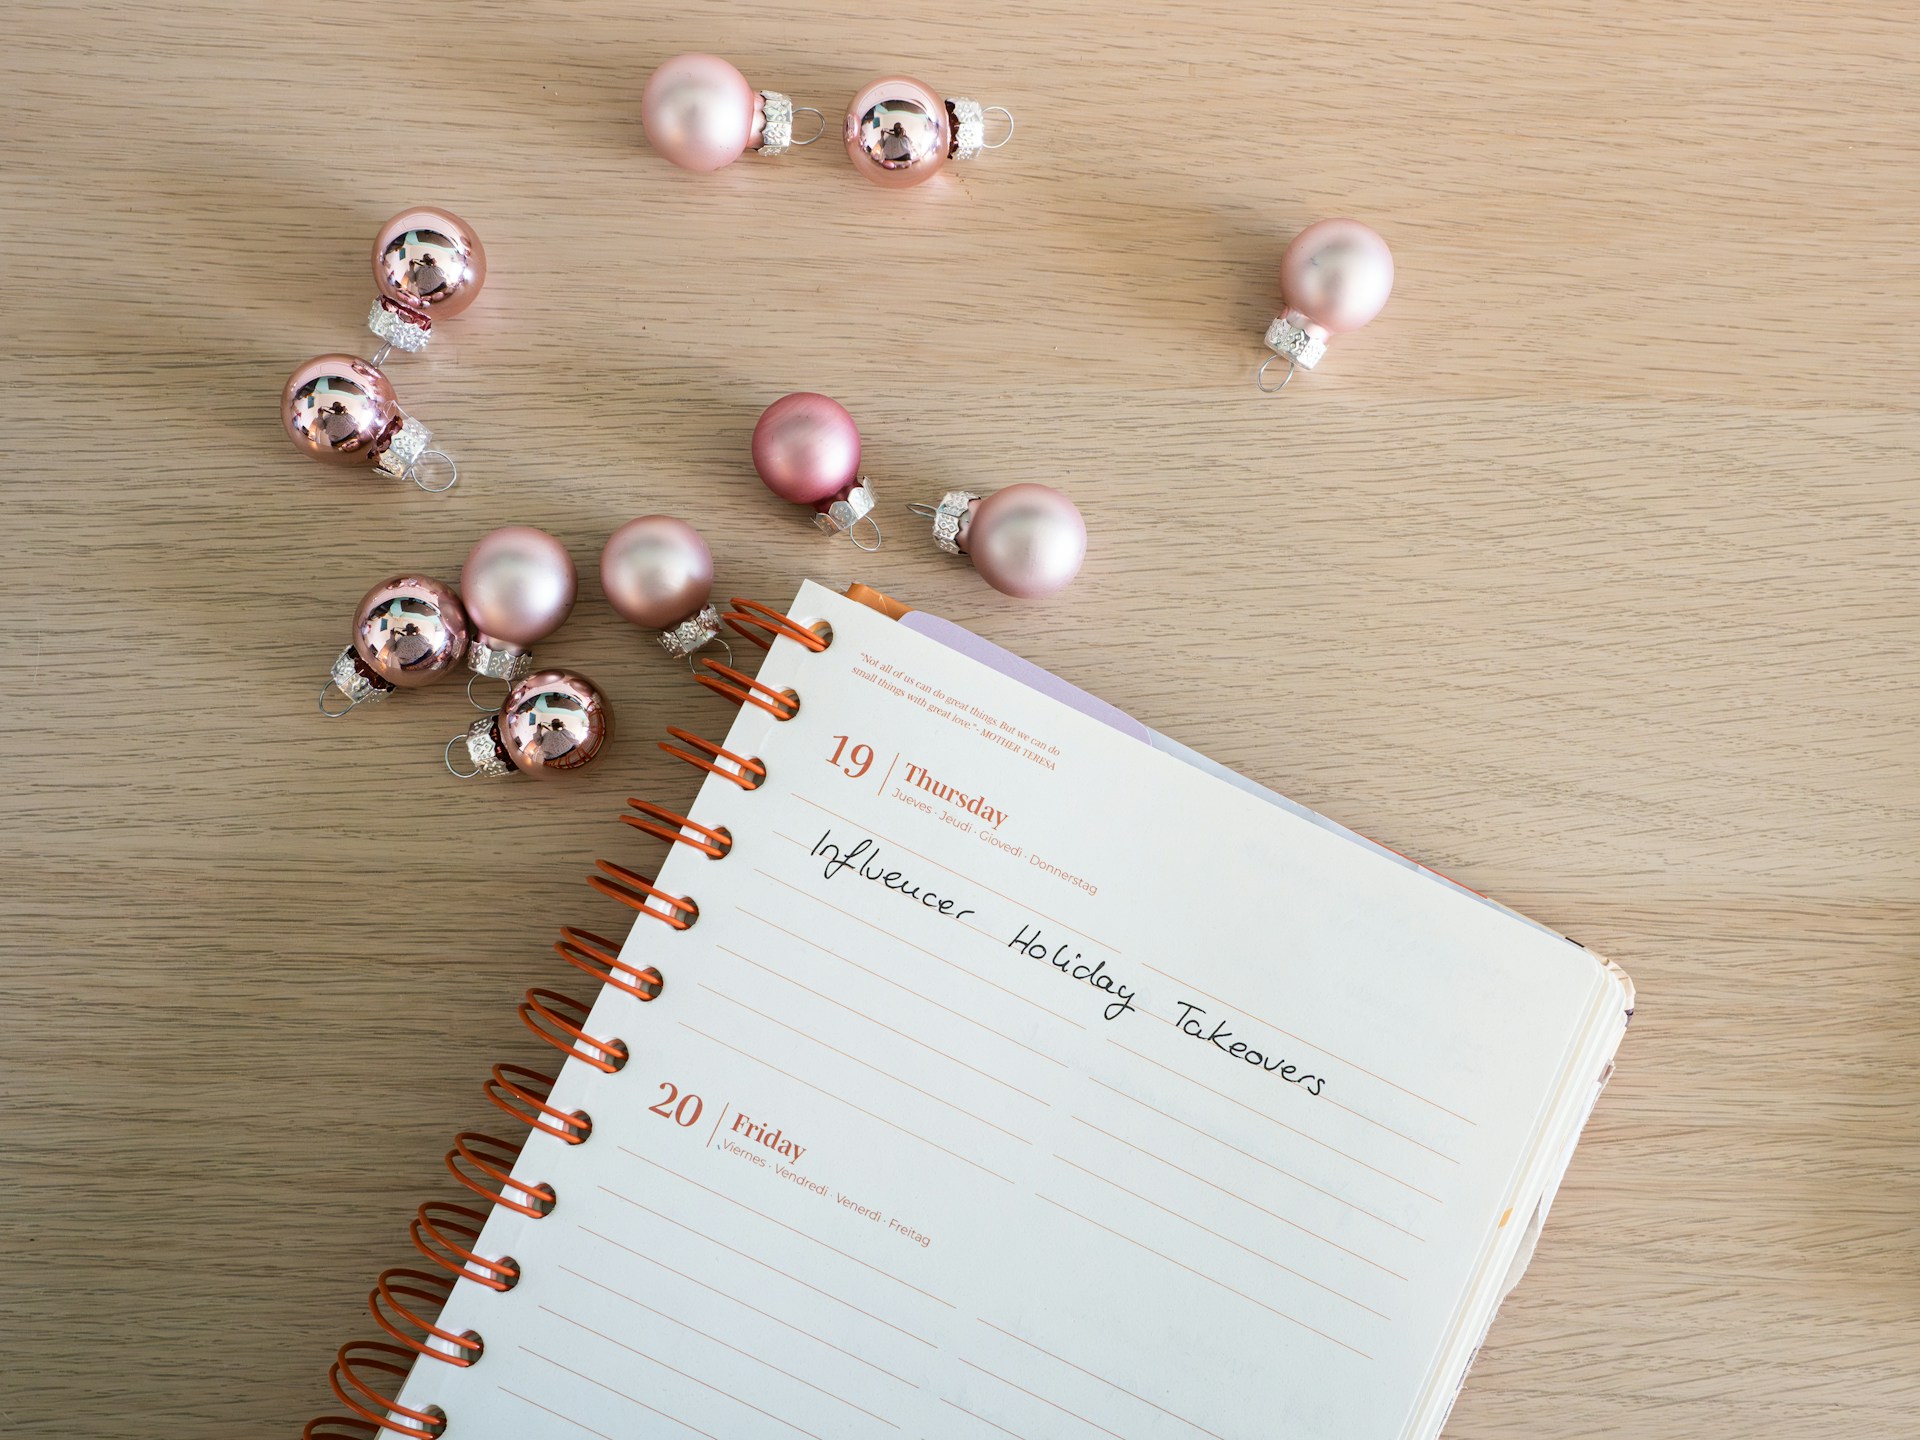 "Not all of us can do great things. But we can do
small things with great love." - MOTHER TERESA
19 Thursday
Jueves · Jeudi · Giovedì · Donnerstag
Influencer Holiday Takeovers
20 Friday
Viernes · Vendredi · Venerdì · Freitag